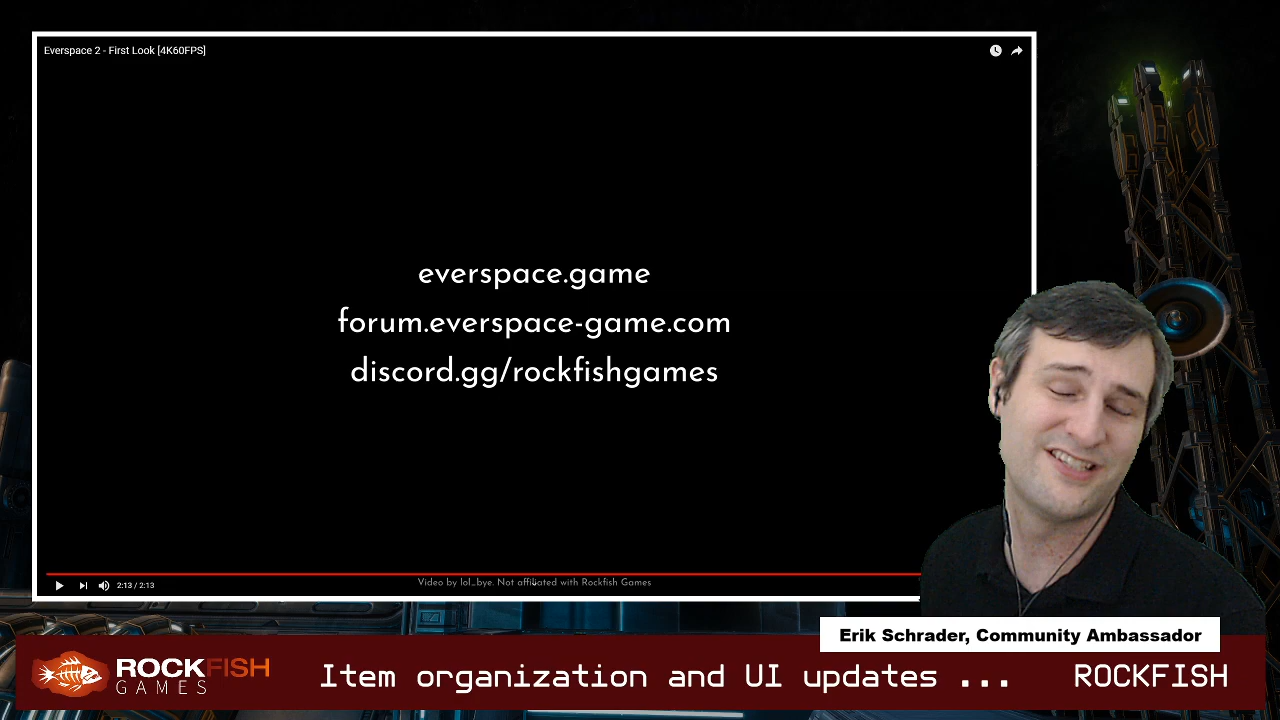 Everspace 2 - First Look [4K60FPS]
everspace.game
forum.everspace-game.com
discord.gg/rockfishgames
2:13 / 2:13
Video by lol_bye. Not affiliated with Rockfish Games
Erik Schrader, Community Ambassador
ROCKFISH
GAMES
Item organization and UI updates ...
ROCKFISH